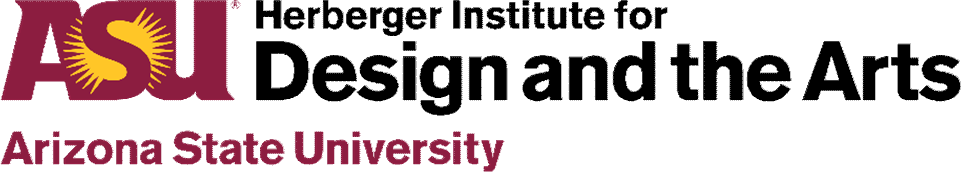 ASU®
Herberger Institute for
Design and the Arts
Arizona State University